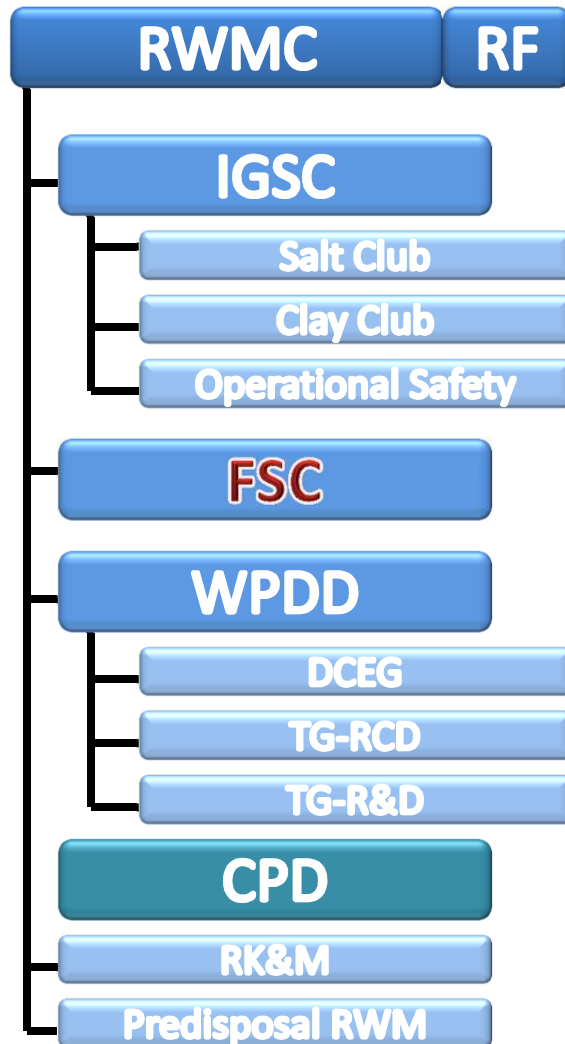 RWMC RF
IGSC
Salt Club
Clay Club
Operational Safety
FSC
WPDD
DCEG
TG-RCD
TG-R&D
CPD
RK&M
Predisposal RWM